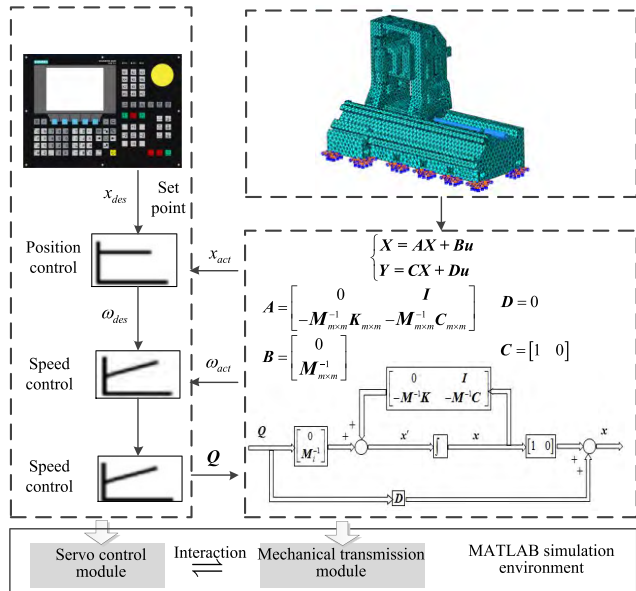 x_des
Set point
Position control
x_act
ω_des
Speed control
ω_act
Speed control
Q
{X = AX + Bu
Y = CX + Du
A = [0 I; −M⁻¹_{m×m}K_{m×m} −M⁻¹_{m×m}C_{m×m}]
D = 0
B = [0; M⁻¹_{m×m}]
C = [1 0]
[0 I; −M⁻¹K −M⁻¹C]
Q
[0; M_i⁻¹]
+ +
x'
∫
x
[1 0]
+
+
x
D
Servo control module
Interaction
⇌
Mechanical transmission module
MATLAB simulation environment